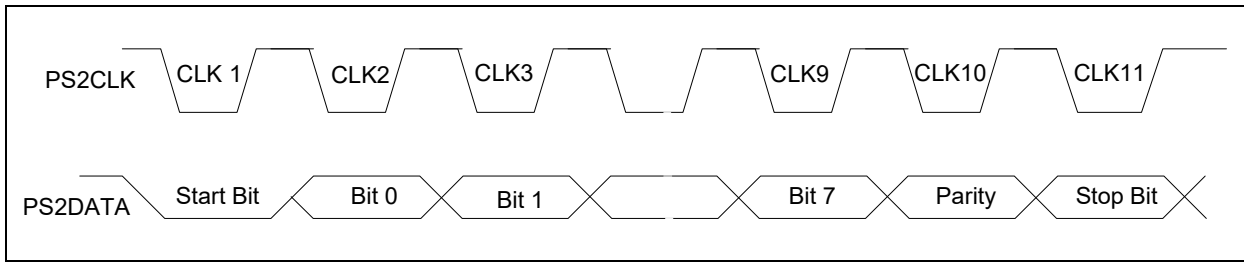 PS2CLK CLK 1 CLK2 CLK3 CLK9 CLK10 CLK11
PS2DATA Start Bit Bit 0 Bit 1 Bit 7 Parity Stop Bit